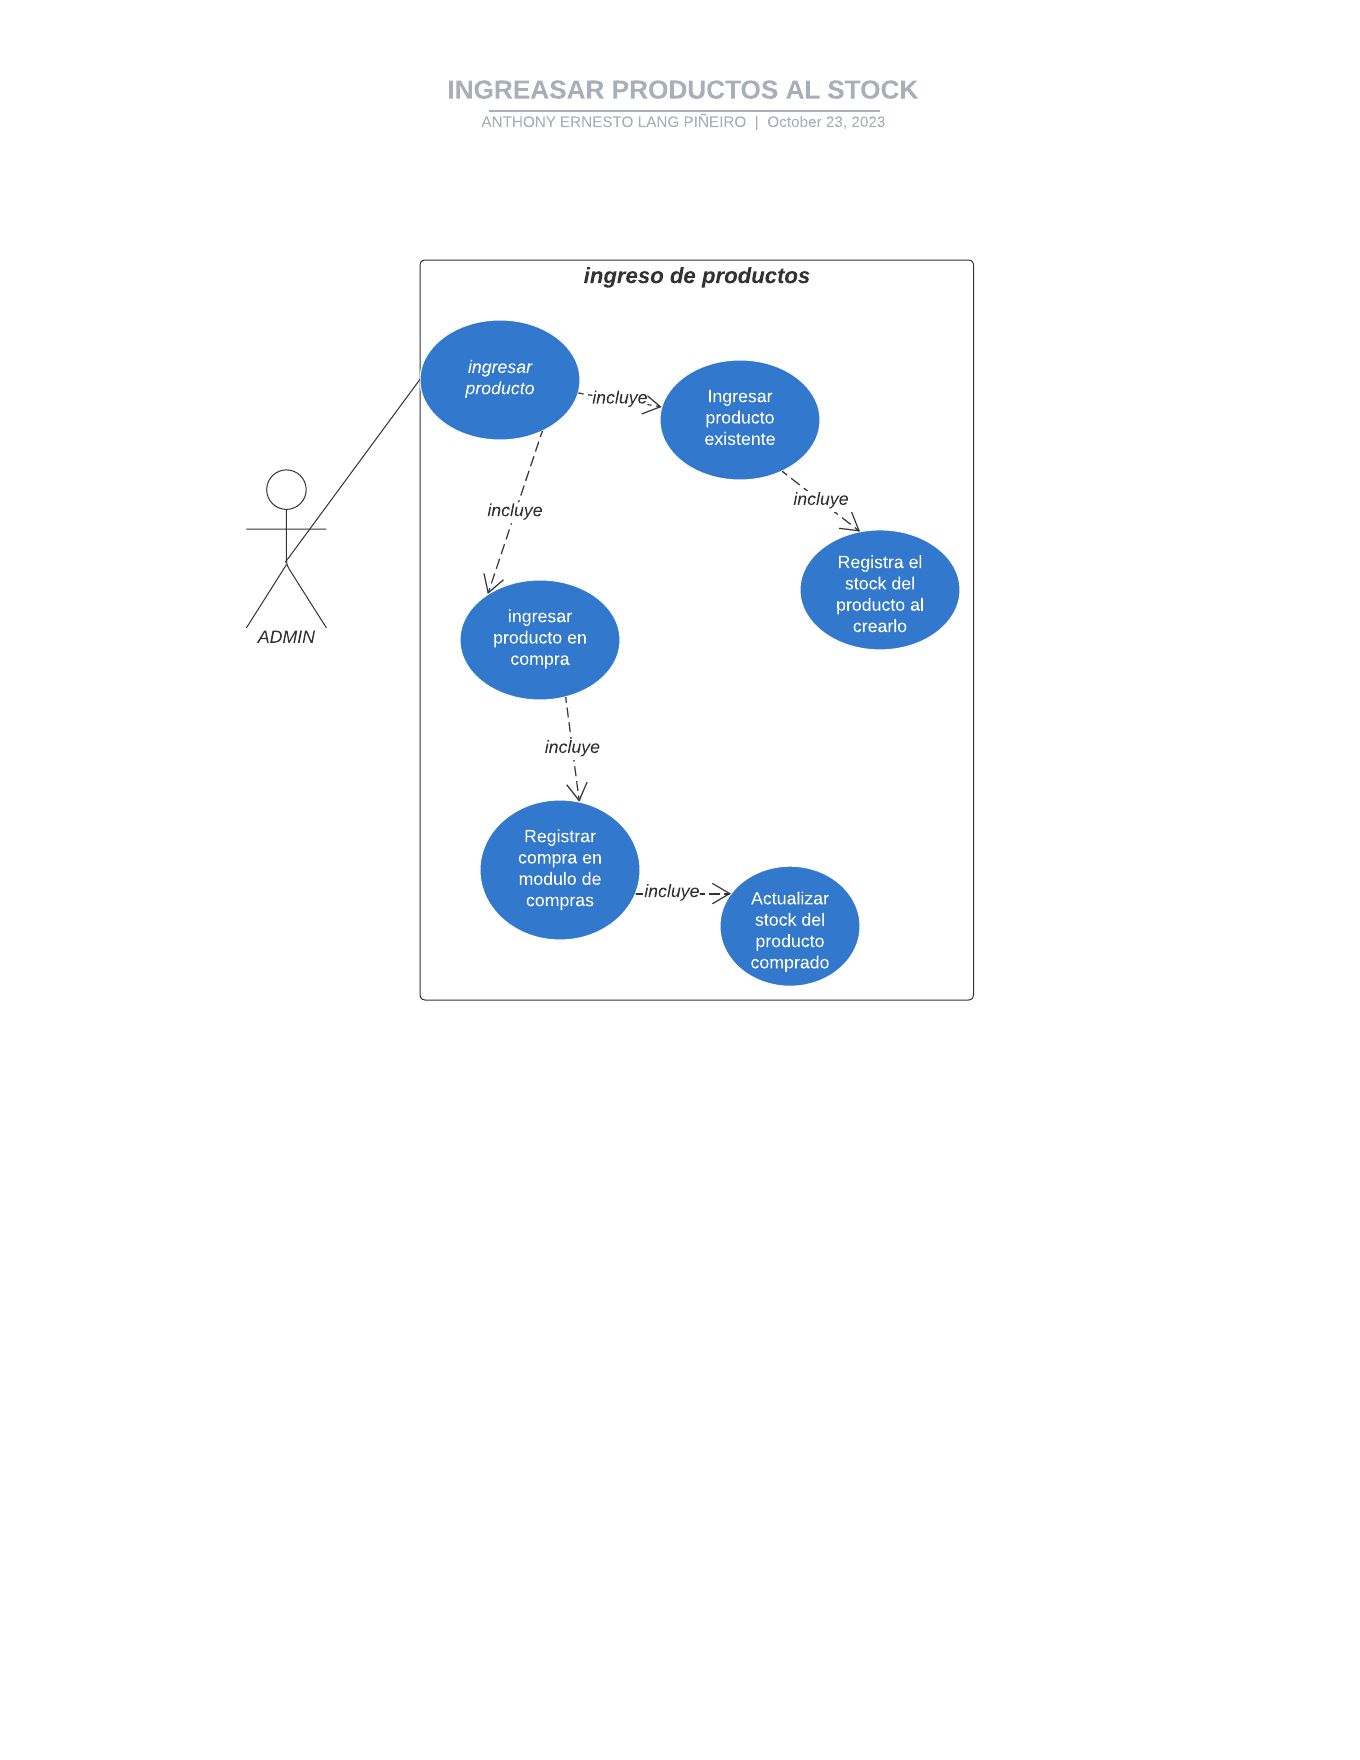 INGREASAR PRODUCTOS AL STOCK
ANTHONY ERNESTO LANG PIÑEIRO | October 23, 2023
ingreso de productos
ingresar
producto
incluye
Ingresar
producto
existente
incluye
incluye
Registra el
stock del
producto al
crearlo
ADMIN
ingresar
producto en
compra
incluye
Registrar
compra en
modulo de
compras
incluye
Actualizar
stock del
producto
comprado